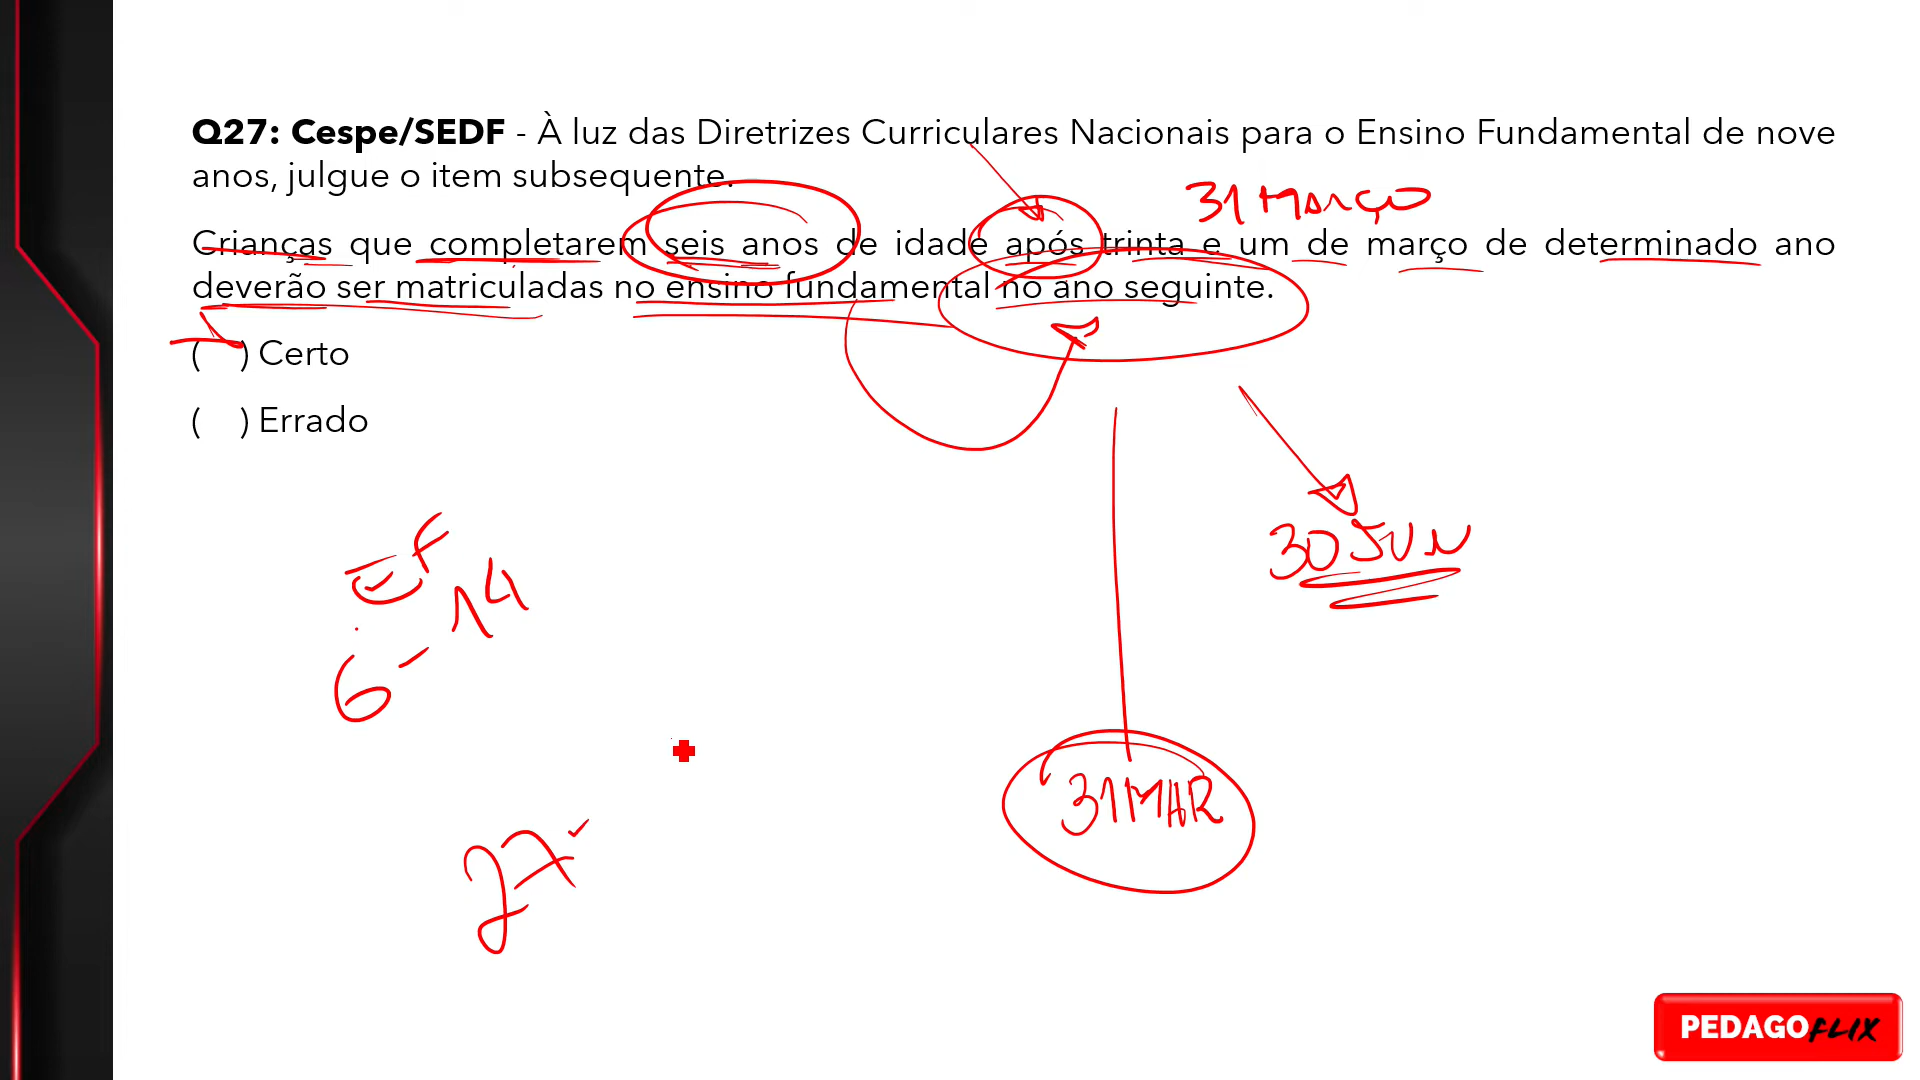 Q27: Cespe/SEDF - À luz das Diretrizes Curriculares Nacionais para o Ensino Fundamental de nove
anos, julgue o item subsequente.
31 MARÇO
Crianças que completarem seis anos de idade após trinta e um de março de determinado ano
deverão ser matriculadas no ensino fundamental no ano seguinte.
( ) Certo
( ) Errado
EF
30 JUN
6 - 14
31 MAR
27
PEDAGOFLIX